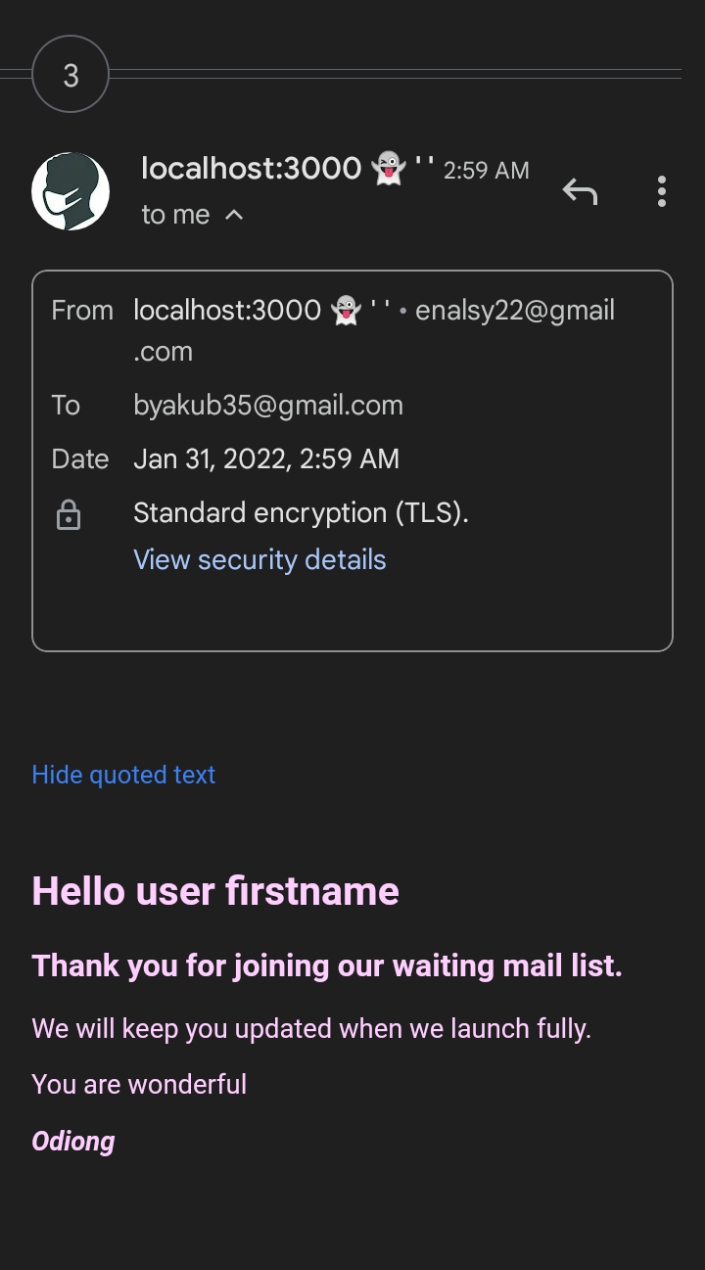 3
localhost:3000 👻 ' ' 2:59 AM
to me
From localhost:3000 👻 ' ' • enalsy22@gmail
.com
To byakub35@gmail.com
Date Jan 31, 2022, 2:59 AM
Standard encryption (TLS).
View security details
Hide quoted text
Hello user firstname
Thank you for joining our waiting mail list.
We will keep you updated when we launch fully.
You are wonderful
Odiong